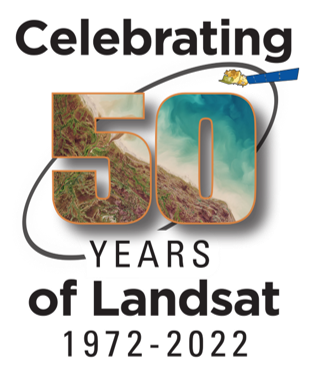 Celebrating
50
YEARS
of Landsat
1972-2022